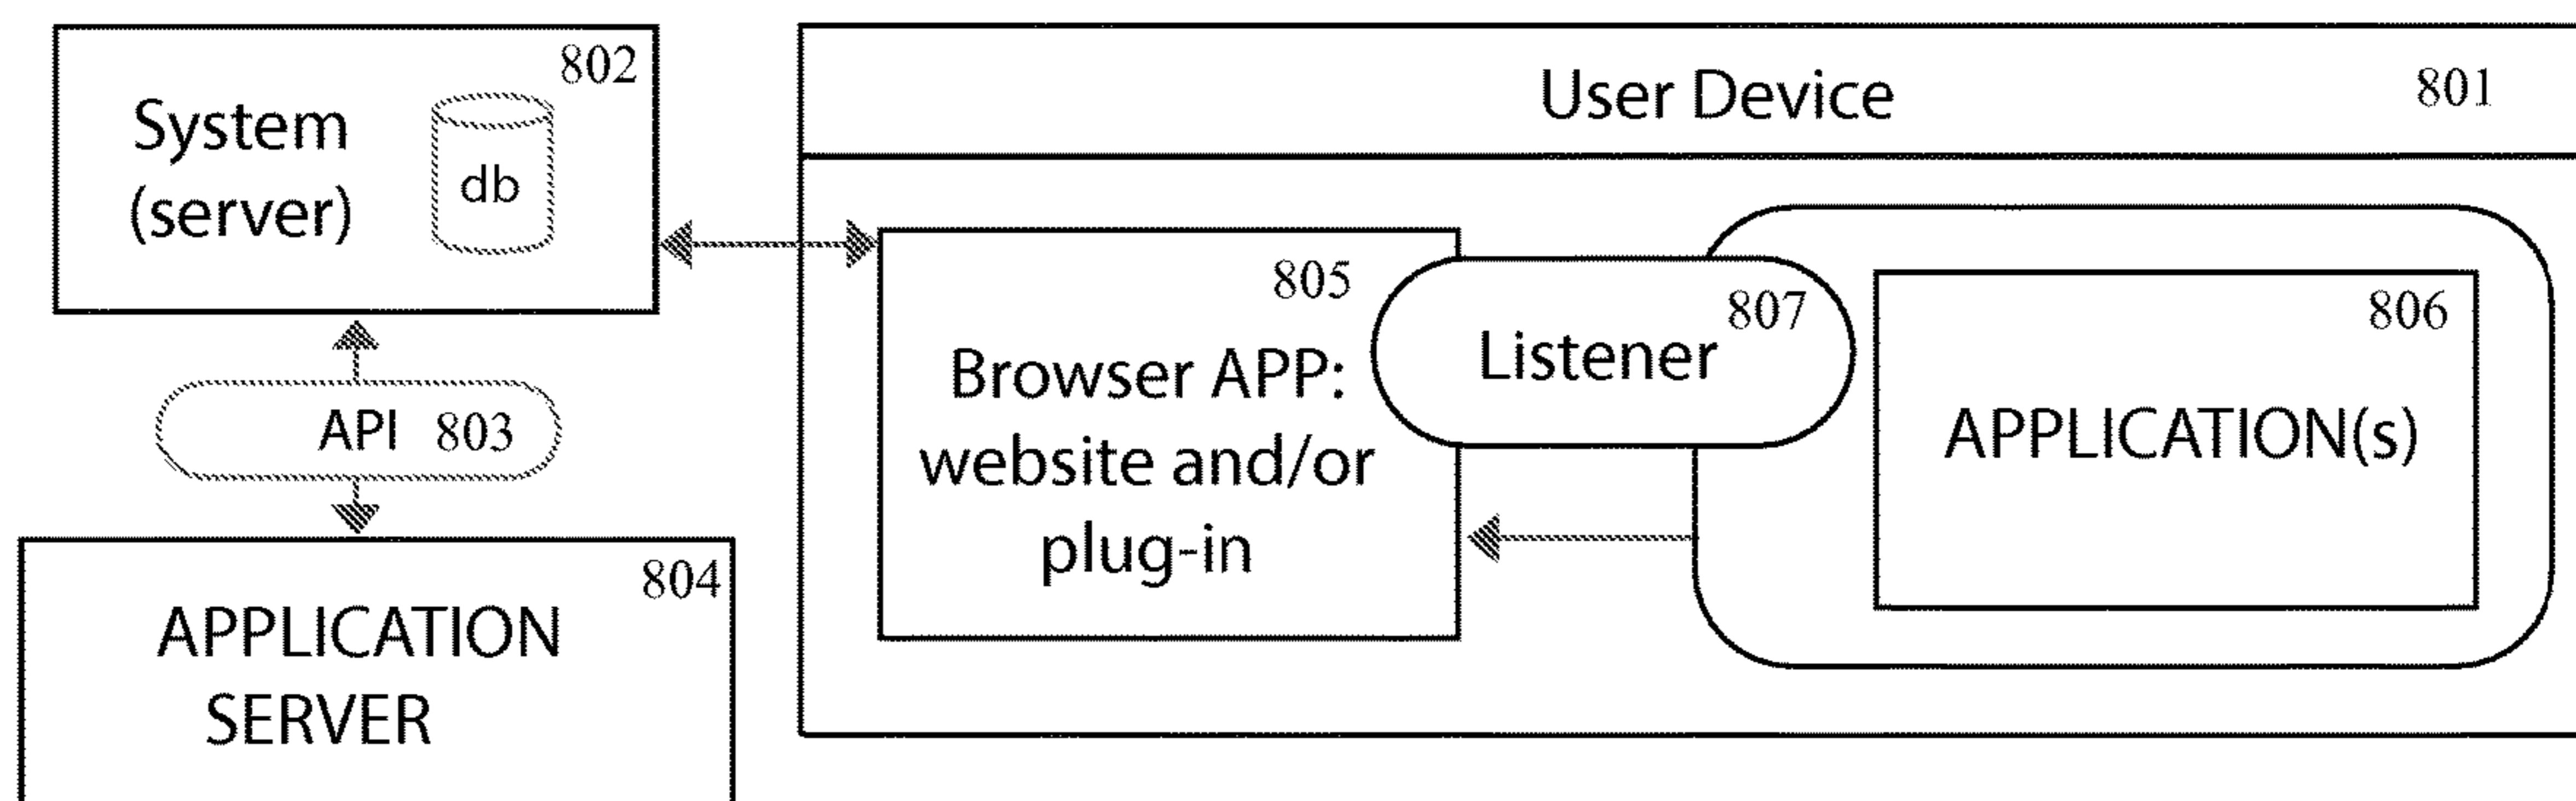 802
System
(server)
db
API 803
804
APPLICATION
SERVER
User Device 801
805
Browser APP:
website and/or
plug-in
807
Listener
806
APPLICATION(s)